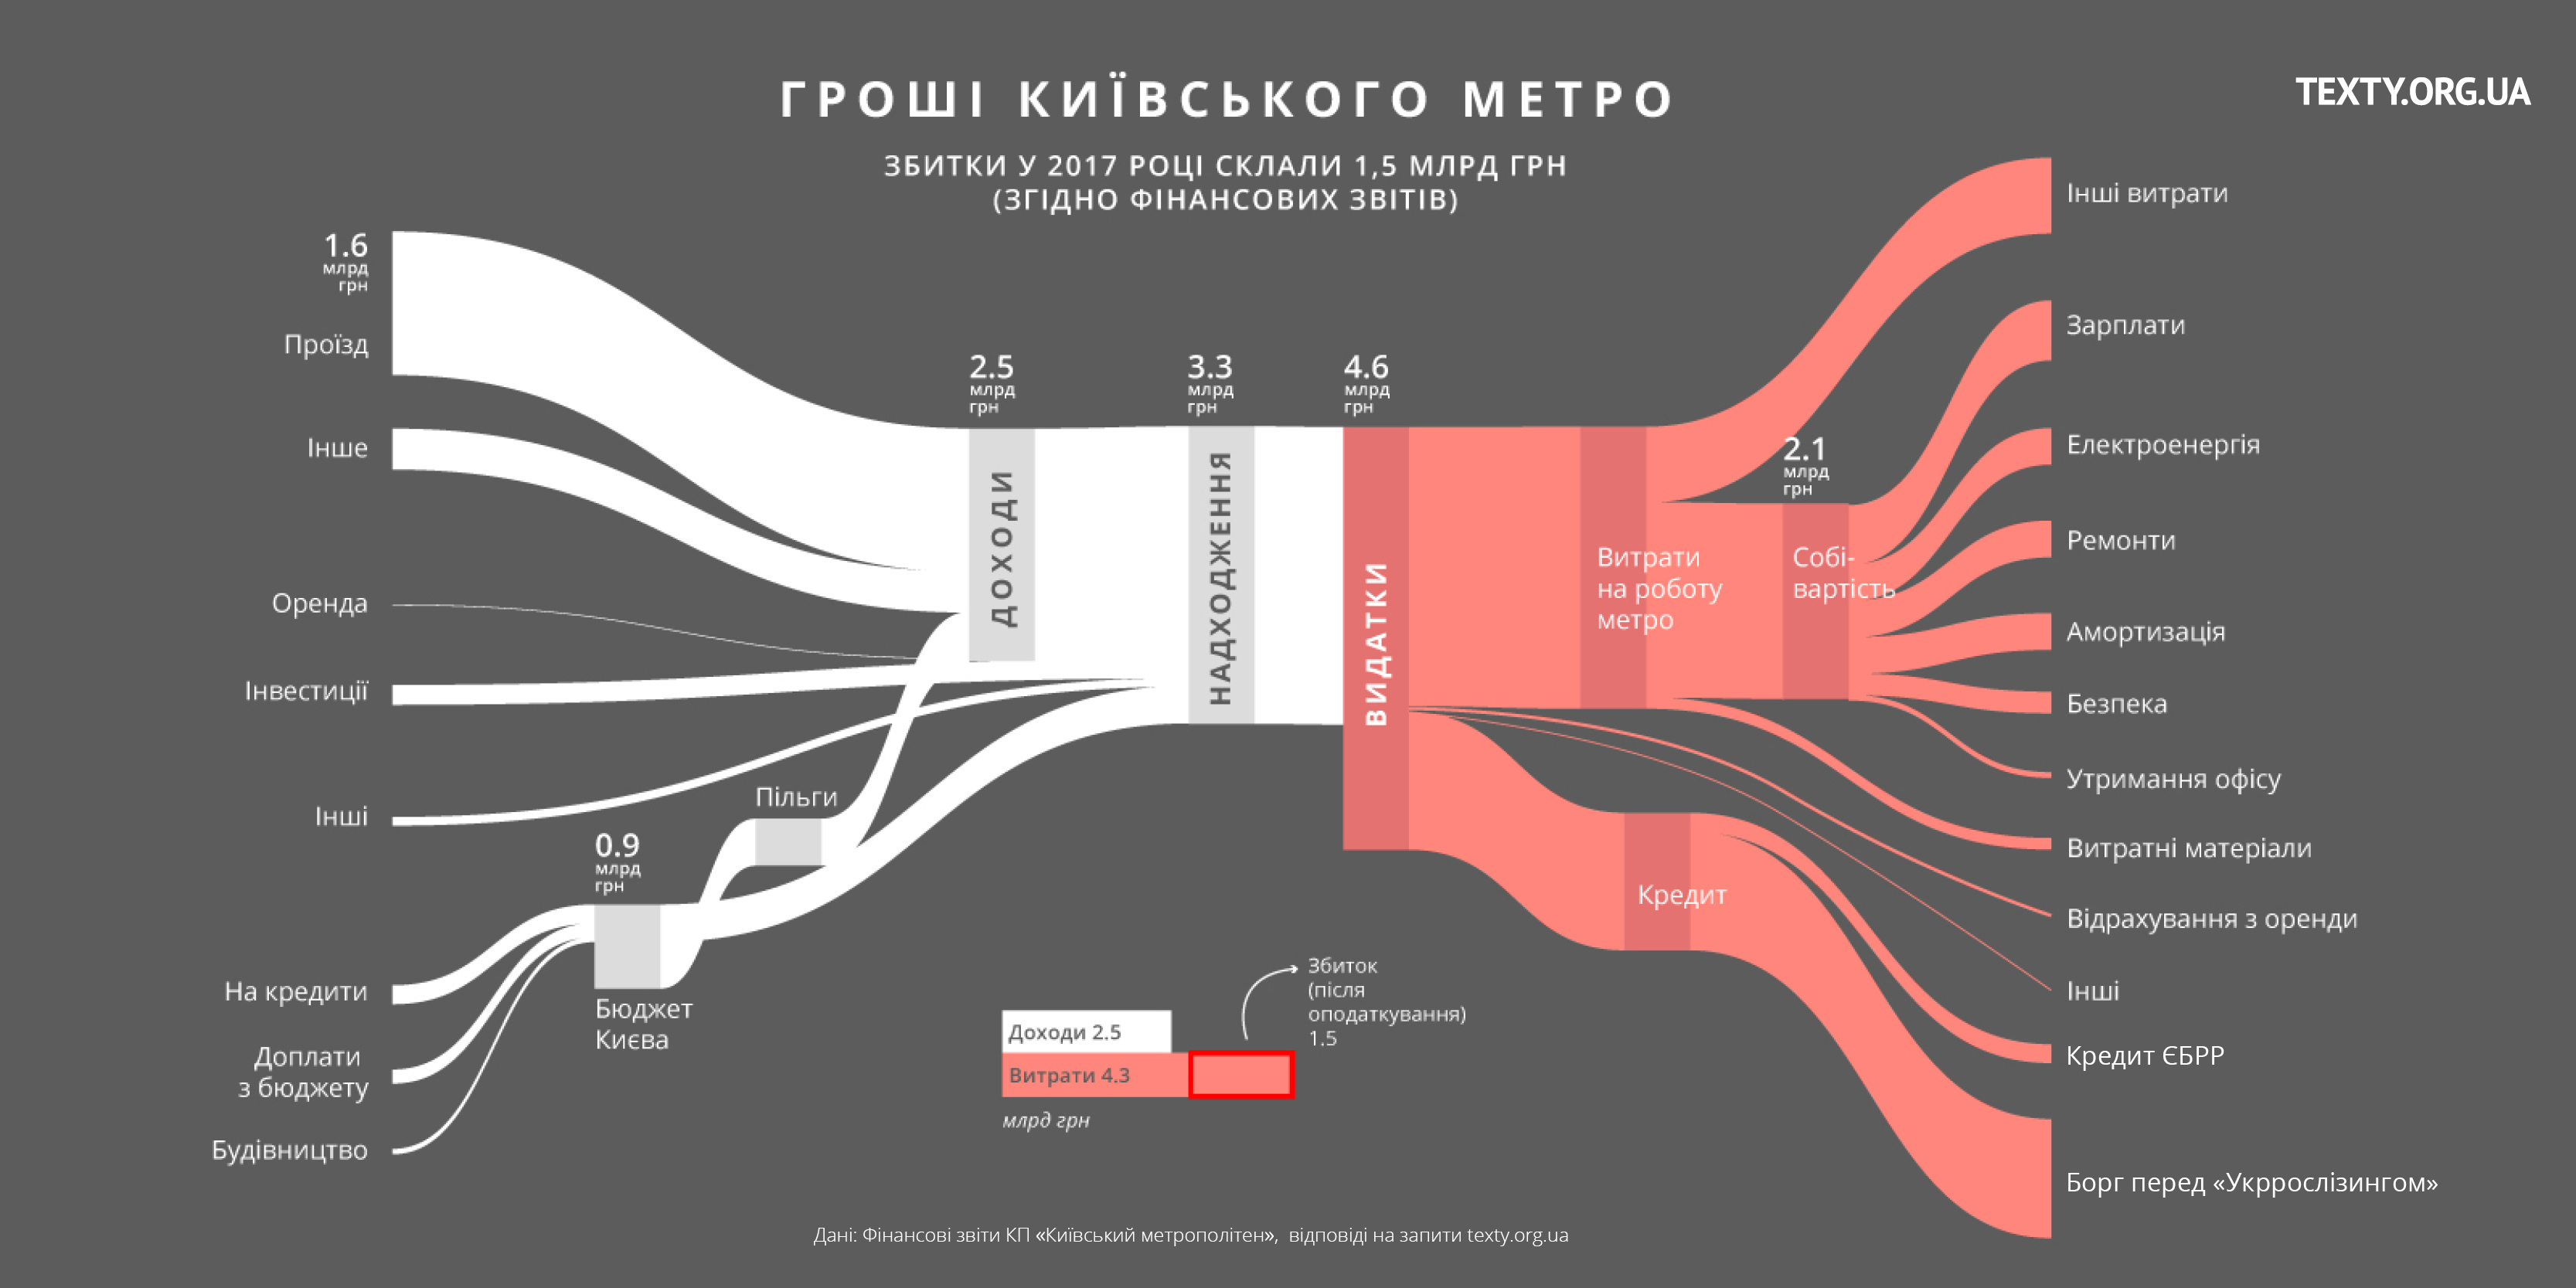 ГРОШІ КИЇВСЬКОГО МЕТРО
TEXTY.ORG.UA
ЗБИТКИ У 2017 РОЦІ СКЛАЛИ 1,5 МЛРД ГРН
(ЗГІДНО ФІНАНСОВИХ ЗВІТІВ)
1.6
млрд
грн
Проїзд
Інше
Оренда
Інвестиції
Інші
0.9
млрд
грн
Бюджет
Києва
Пільги
На кредити
Доплати
з бюджету
Будівництво
2.5
млрд
грн
ДОХОДИ
3.3
млрд
грн
НАДХОДЖЕННЯ
4.6
млрд
грн
ВИДАТКИ
Витрати
на роботу
метро
2.1
млрд
грн
Собі-
вартість
Кредит
Інші витрати
Зарплати
Електроенергія
Ремонти
Амортизація
Безпека
Утримання офісу
Витратні матеріали
Відрахування з оренди
Інші
Кредит ЄБРР
Борг перед «Укррослізингом»
Збиток
(після
оподаткування)
1.5
Доходи 2.5
Витрати 4.3
млрд грн
Дані: Фінансові звіти КП «Київський метрополітен», відповіді на запити texty.org.ua